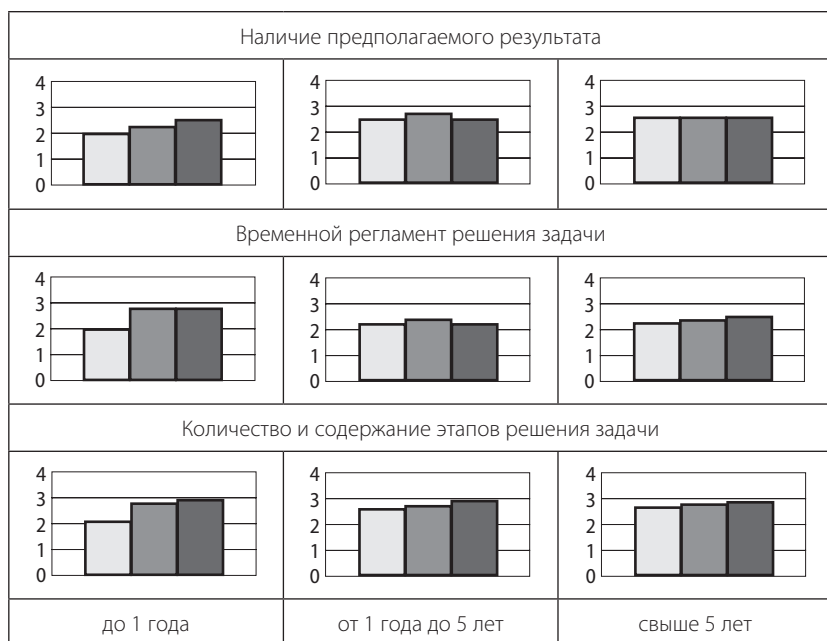 Наличие предполагаемого результата
4 4 4
3 3 3
2 2 2
1 1 1
0 0 0
Временной регламент решения задачи
4 4 4
3 3 3
2 2 2
1 1 1
0 0 0
Количество и содержание этапов решения задачи
4 4 4
3 3 3
2 2 2
1 1 1
0 0 0
до 1 года от 1 года до 5 лет свыше 5 лет